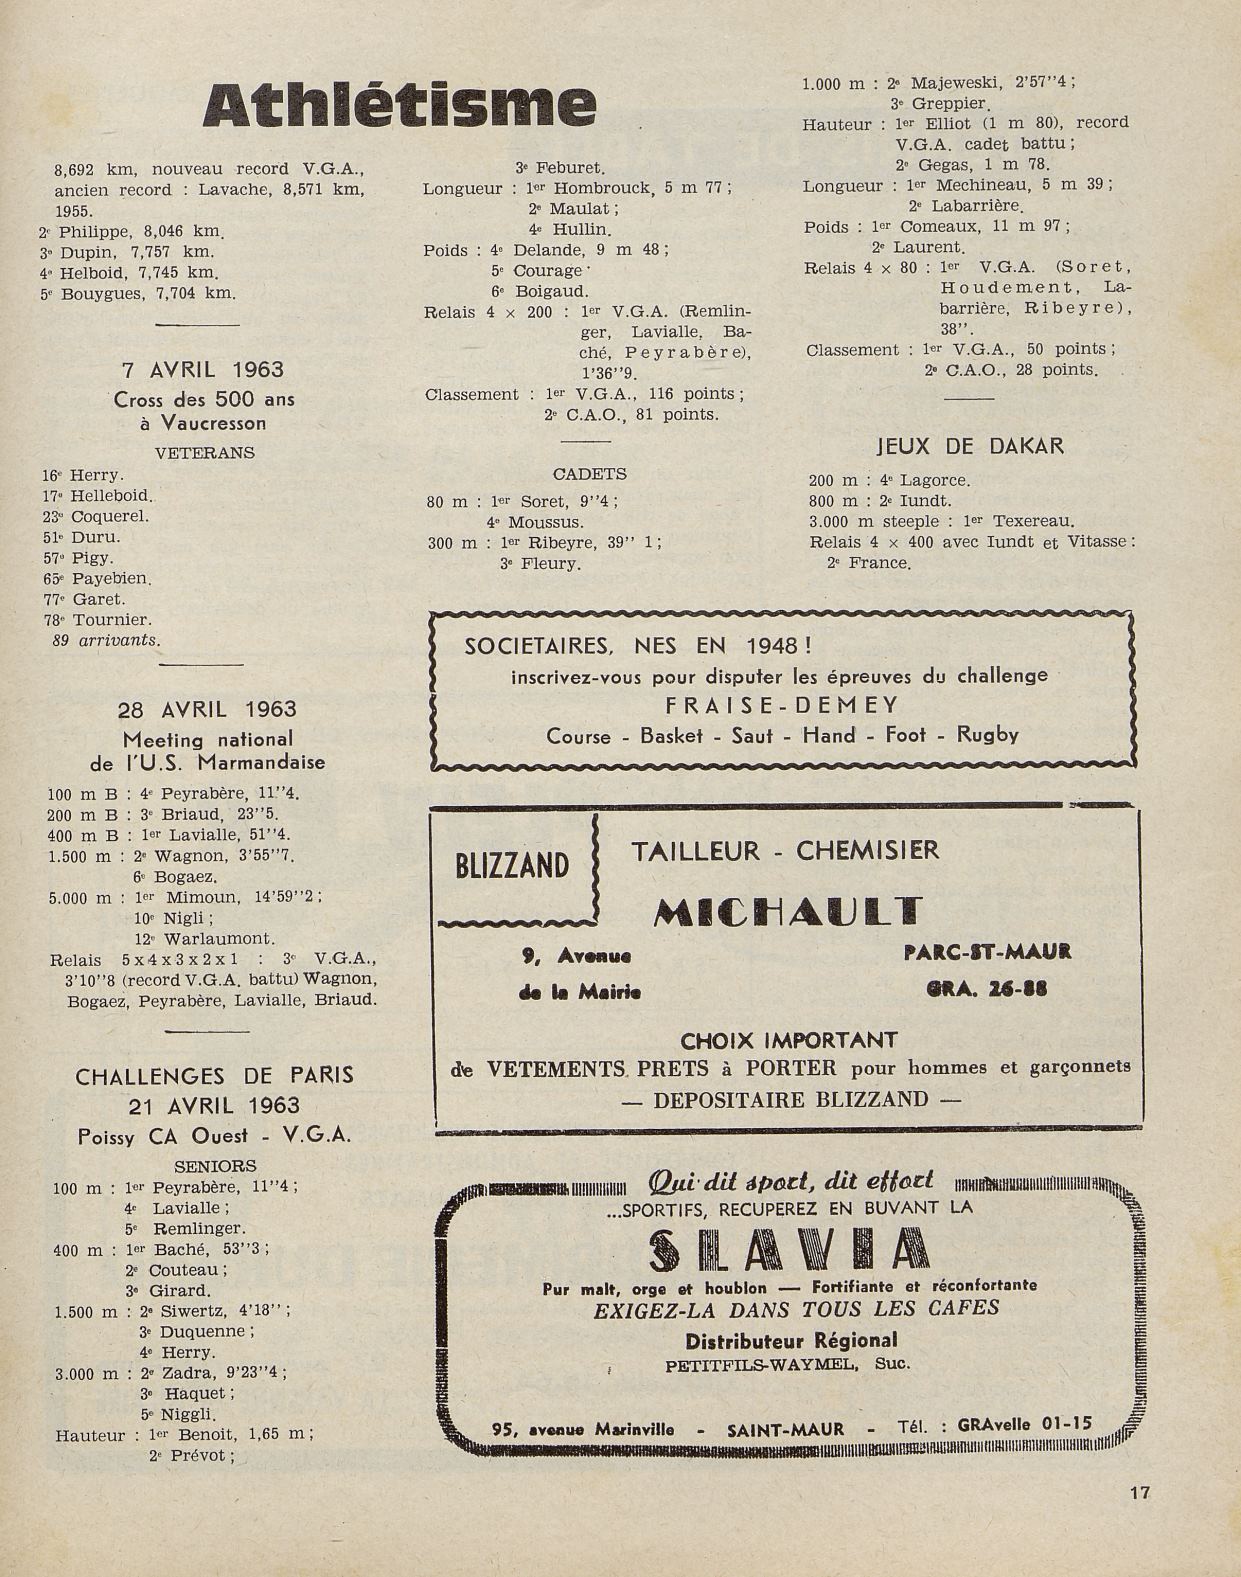 Athlétisme
8,692 km, nouveau record V.G.A.,
ancien record : Lavache, 8,571 km,
1955.
2e Philippe, 8,046 km.
3e Dupin, 7,757 km.
4e Helboid, 7,745 km.
5e Bouygues, 7,704 km.
7 AVRIL 1963
Cross des 500 ans
à Vaucresson
VETERANS
16e Herry.
17e Helleboid.
23e Coquerel.
51e Duru.
57e Pigy.
65e Payebien.
77e Garet.
78e Tournier.
89 arrivants.
28 AVRIL 1963
Meeting national
de l'U.S. Marmandaise
100 m B : 4e Peyrabère, 11''4.
200 m B : 3e Briaud, 23''5.
400 m B : 1er Lavialle, 51''4.
1.500 m : 2e Wagnon, 3'55''7.
6e Bogaez.
5.000 m : 1er Mimoun, 14'59''2 ;
10e Nigli ;
12e Warlaumont.
Relais 5x4x3x2x1 : 3e V.G.A.,
3'10''8 (record V.G.A. battu) Wagnon,
Bogaez, Peyrabère, Lavialle, Briaud.
CHALLENGES DE PARIS
21 AVRIL 1963
Poissy CA Ouest - V.G.A.
SENIORS
100 m : 1er Peyrabère, 11''4 ;
4e Lavialle ;
5e Remlinger.
400 m : 1er Baché, 53''3 ;
2e Couteau ;
3e Girard.
1.500 m : 2e Siwertz, 4'18'' ;
3e Duquenne ;
4e Herry.
3.000 m : 2e Zadra, 9'23''4 ;
3e Haquet ;
5e Niggli.
Hauteur : 1er Benoit, 1,65 m ;
2e Prévot ;
3e Feburet.
Longueur : 1er Hombrouck, 5 m 77 ;
2e Maulat ;
4e Hullin.
Poids : 4e Delande, 9 m 48 ;
5e Courage
6e Boigaud.
Relais 4 × 200 : 1er V.G.A. (Remlin-
ger, Lavialle, Ba-
ché, Peyrabère),
1'36''9.
Classement : 1er V.G.A., 116 points ;
2e C.A.O., 81 points.
CADETS
80 m : 1er Soret, 9''4 ;
4e Moussus.
300 m : 1er Ribeyre, 39'' 1 ;
3e Fleury.
1.000 m : 2e Majeweski, 2'57''4 ;
3e Greppier.
Hauteur : 1er Elliot (1 m 80), record
V.G.A. cadet battu ;
2e Gegas, 1 m 78.
Longueur : 1er Mechineau, 5 m 39 ;
2e Labarrière.
Poids : 1er Comeaux, 11 m 97 ;
2e Laurent.
Relais 4 × 80 : 1er V.G.A. (Soret,
Houdement, La-
barrière, Ribeyre),
38''.
Classement : 1er V.G.A., 50 points ;
2e C.A.O., 28 points.
JEUX DE DAKAR
200 m : 4e Lagorce.
800 m : 2e Iundt.
3.000 m steeple : 1er Texereau.
Relais 4 × 400 avec Iundt et Vitasse :
2e France.
SOCIETAIRES, NES EN 1948 !
inscrivez-vous pour disputer les épreuves du challenge
FRAISE-DEMEY
Course - Basket - Saut - Hand - Foot - Rugby
BLIZZAND
TAILLEUR - CHEMISIER
MICHAULT
9, Avenue
de la Mairie
PARC-ST-MAUR
GRA. 26-88
CHOIX IMPORTANT
de VETEMENTS PRETS à PORTER pour hommes et garçonnets
— DEPOSITAIRE BLIZZAND —
Qui dit sport, dit effort
...SPORTIFS, RECUPEREZ EN BUVANT LA
SLAVIA
Pur malt, orge et houblon — Fortifiante et réconfortante
EXIGEZ-LA DANS TOUS LES CAFES
Distributeur Régional
PETITFILS-WAYMEL, Suc.
95, avenue Marinville - SAINT-MAUR - Tél. : GRAvelle 01-15
17